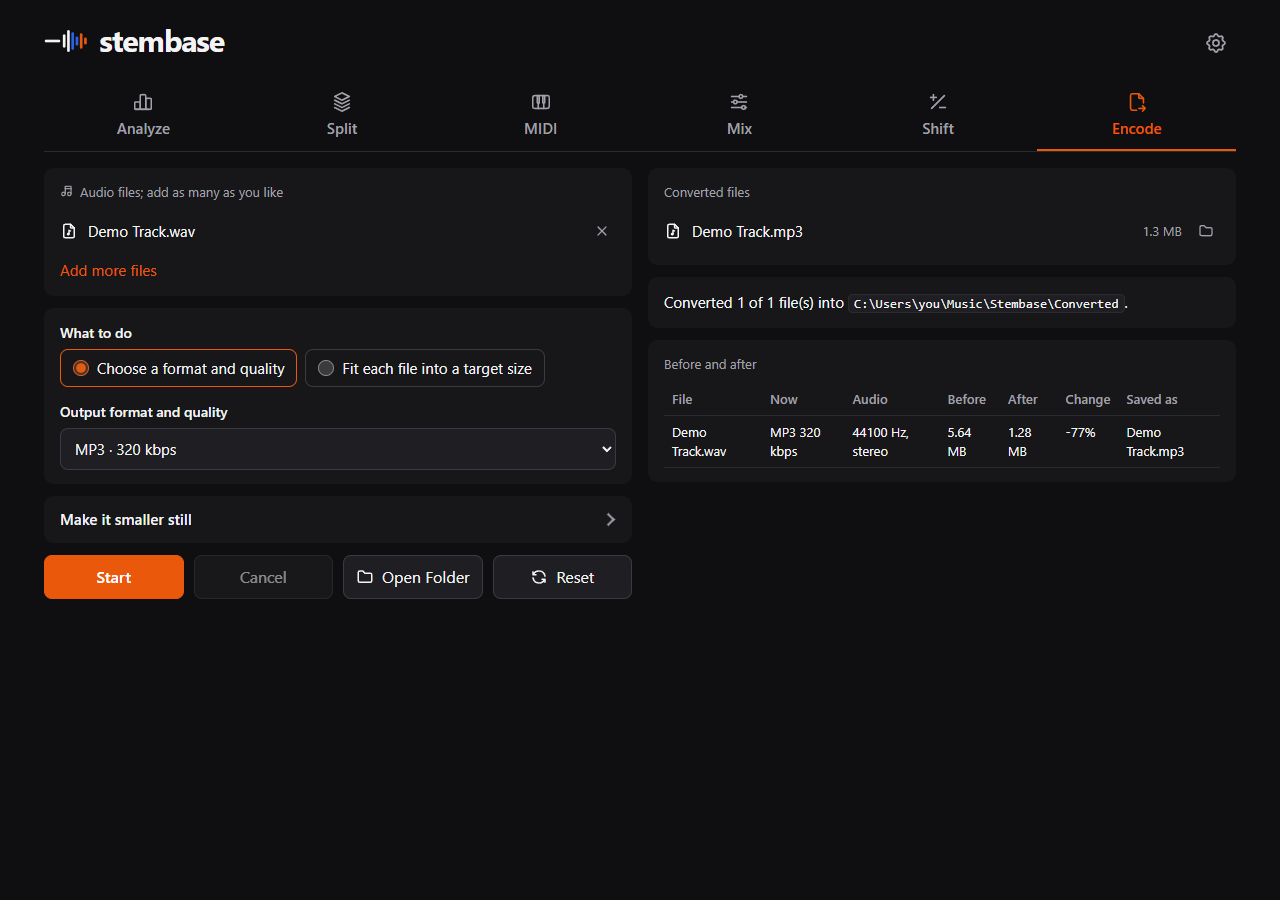 stembase
Analyze
Split
MIDI
Mix
Shift
Encode
Audio files; add as many as you like
Demo Track.wav
Add more files
What to do
Choose a format and quality
Fit each file into a target size
Output format and quality
MP3 · 320 kbps
Make it smaller still
Start
Cancel
Open Folder
Reset
Converted files
Demo Track.mp3
1.3 MB
Converted 1 of 1 file(s) into C:\Users\you\Music\Stembase\Converted.
Before and after
File Now Audio Before After Change Saved as
Demo MP3 320 44100 Hz, 5.64 1.28 -77% Demo
Track.wav kbps stereo MB MB Track.mp3